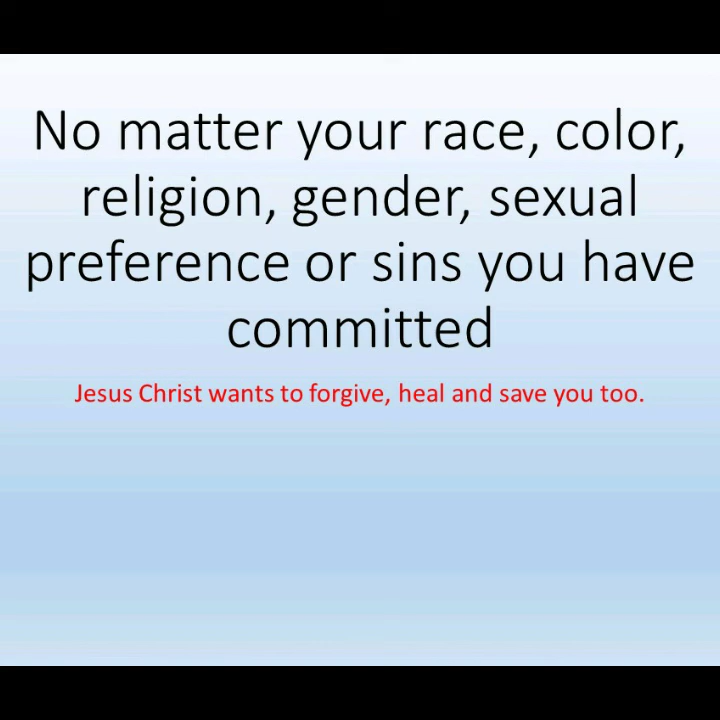 No matter your race, color,
religion, gender, sexual
preference or sins you have
committed
Jesus Christ wants to forgive, heal and save you too.